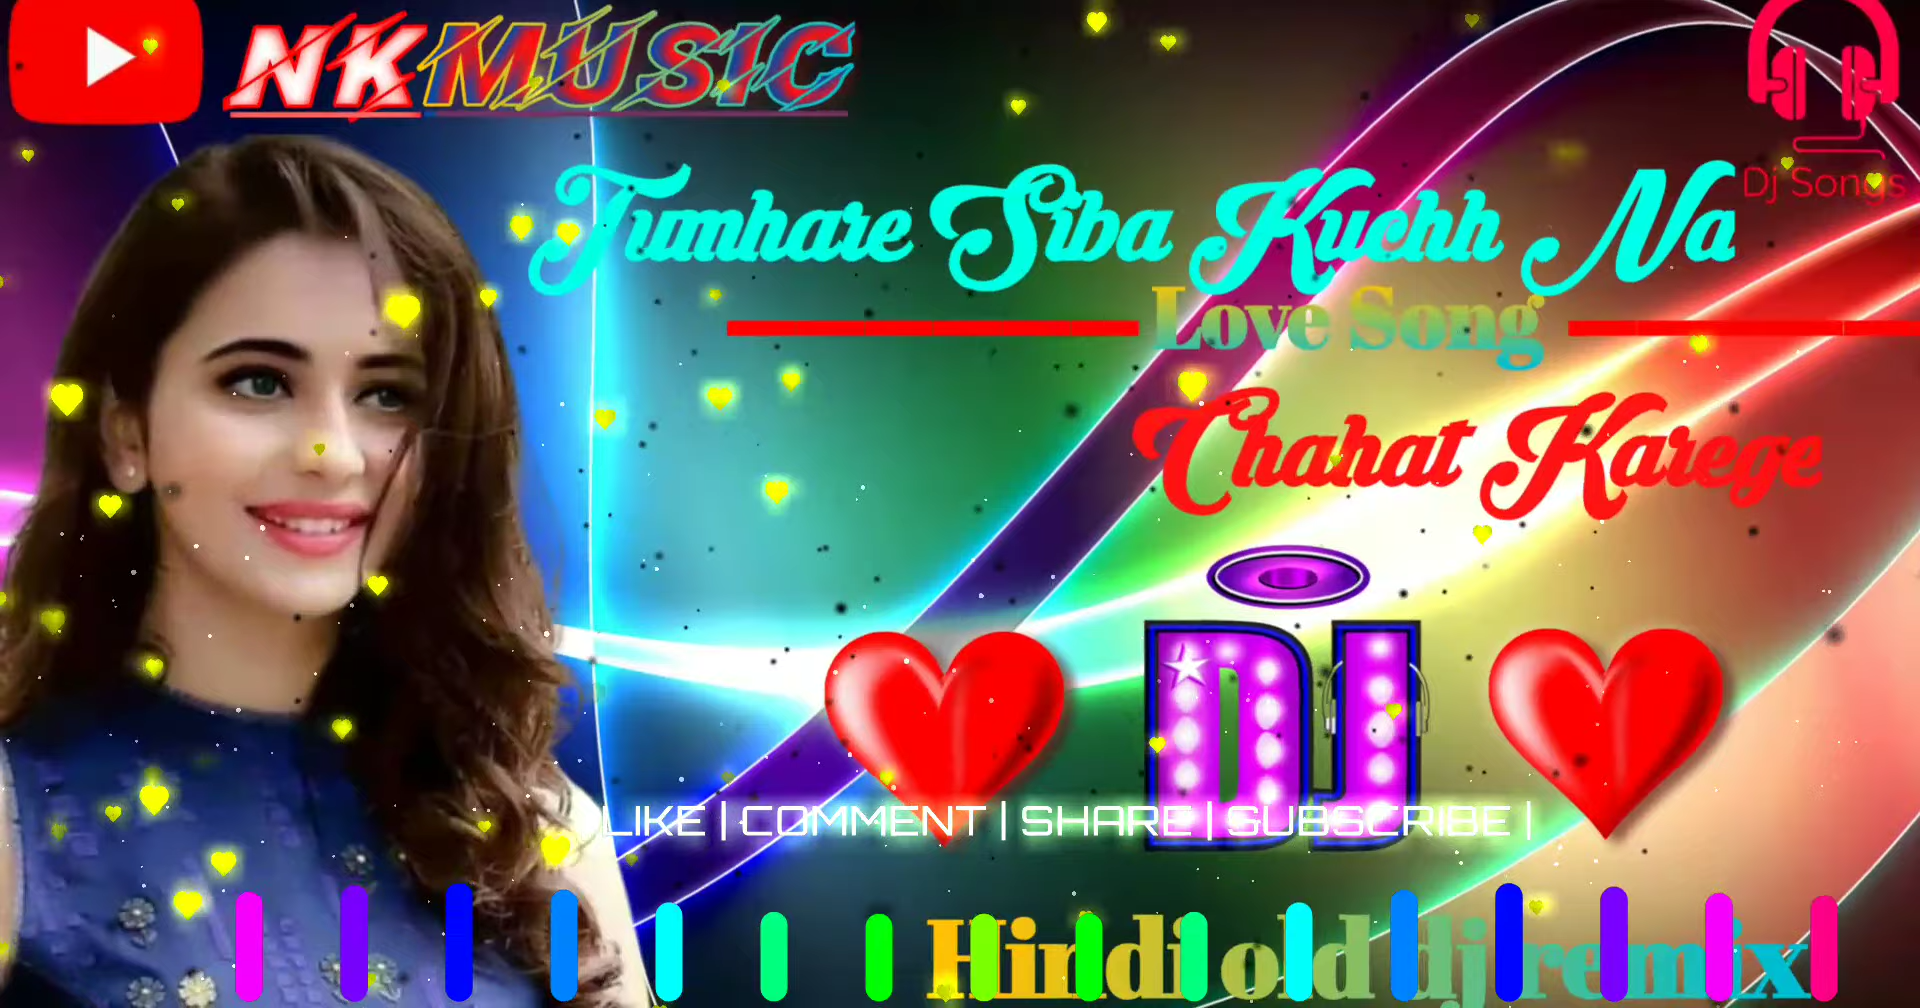 NKMUSIC
Dj Songs
Tumhare Siba Kuchh Na
Love Song
Chahat Karege
DJ
LIKE | COMMENT | SHARE | SUBSCRIBE |
Hindi old dj remix